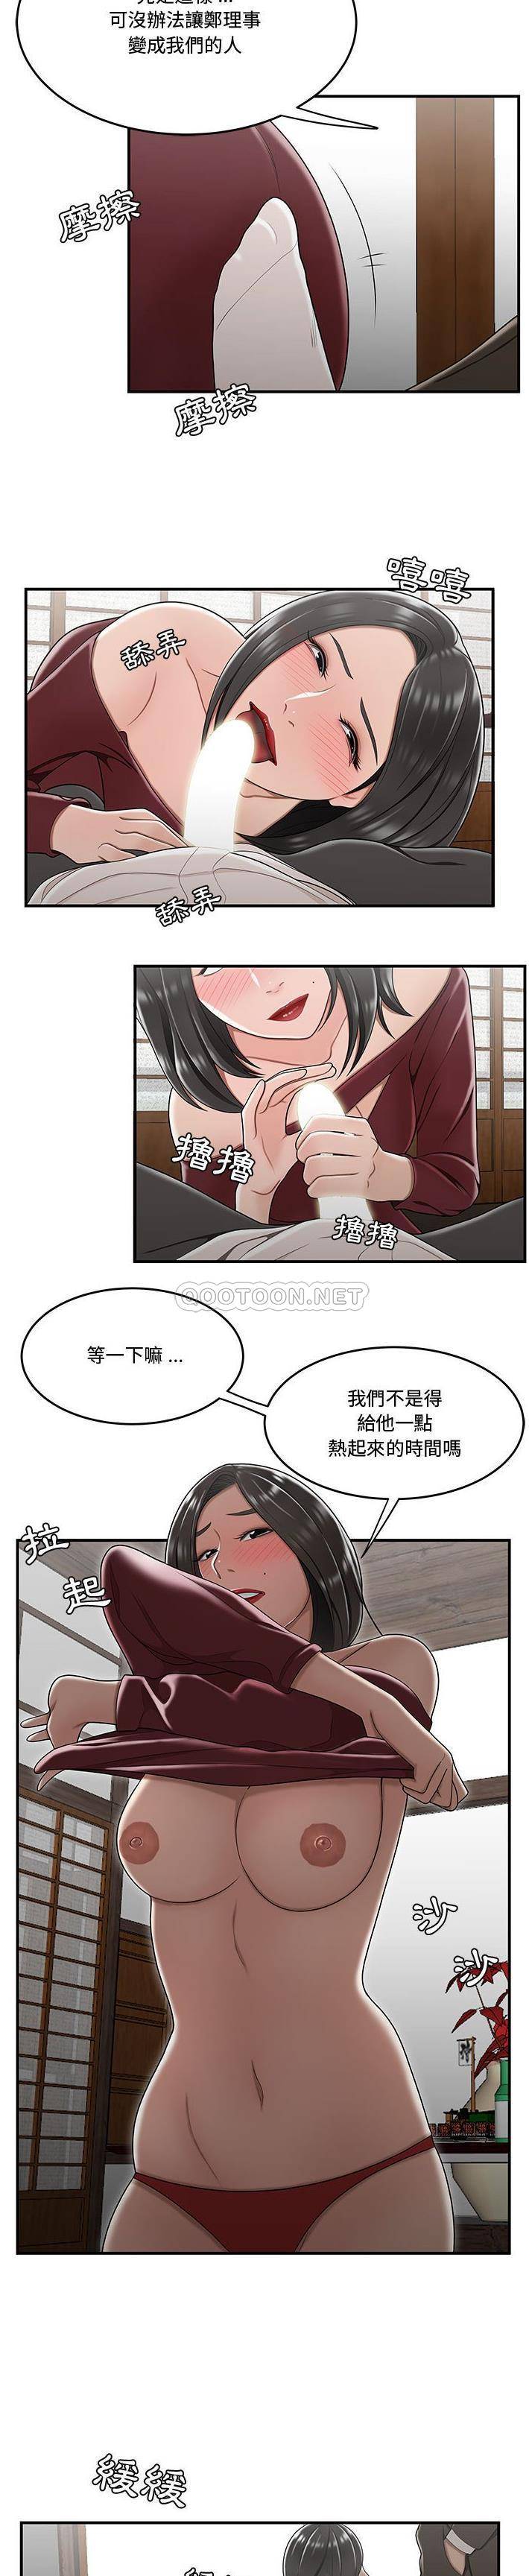 可沒辦法讓鄭理事
變成我們的人
摩擦
摩擦
嘻嘻
舔弄
舔弄
擼擼
擼擼
QOOTOON.NET
等一下嘛 ...
我們不是得
給他一點
熱起來的時間嗎
拉
起
沙
沙
緩緩